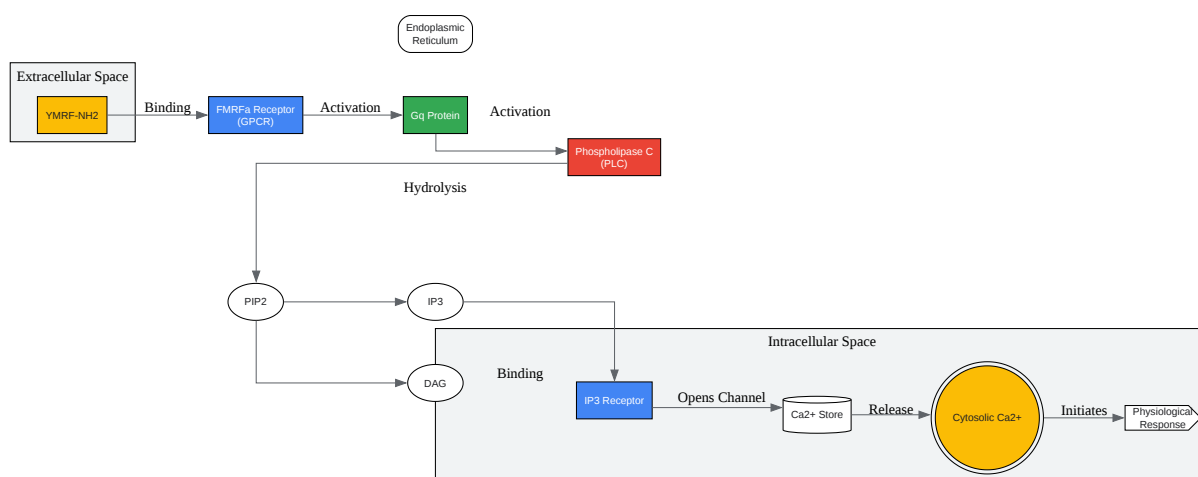 Endoplasmic
Reticulum
Extracellular Space
YMRF-NH2
Binding
FMRFa Receptor
(GPCR)
Activation
Gq Protein
Activation
Phospholipase C
(PLC)
Hydrolysis
PIP2
IP3
Intracellular Space
DAG
Binding
IP3 Receptor
Opens Channel
Ca2+ Store
Release
Cytosolic Ca2+
Initiates
Physiological
Response